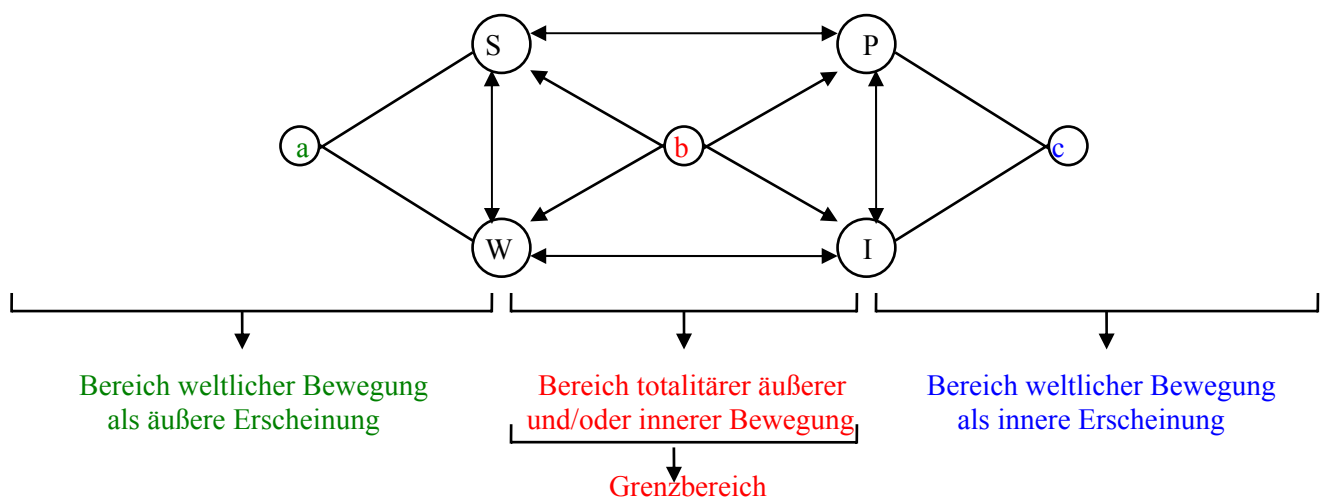 S
P
a
b
c
W
I
Bereich weltlicher Bewegung
als äußere Erscheinung
Bereich totalitärer äußerer
und/oder innerer Bewegung
Bereich weltlicher Bewegung
als innere Erscheinung
Grenzbereich